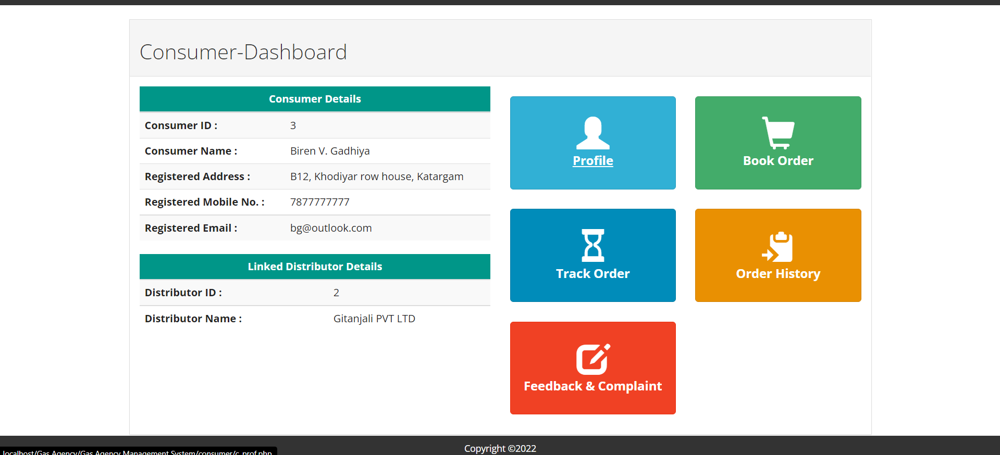 Consumer-Dashboard
Consumer Details
Consumer ID : 3
Consumer Name : Biren V. Gadhiya
Registered Address : B12, Khodiyar row house, Katargam
Registered Mobile No. : 7877777777
Registered Email : bg@outlook.com
Linked Distributor Details
Distributor ID : 2
Distributor Name : Gitanjali PVT LTD
Profile
Book Order
Track Order
Order History
Feedback & Complaint
Copyright ©2022
localhost/Gas Agency/Gas Agency Management System/consumer/c_prof.php